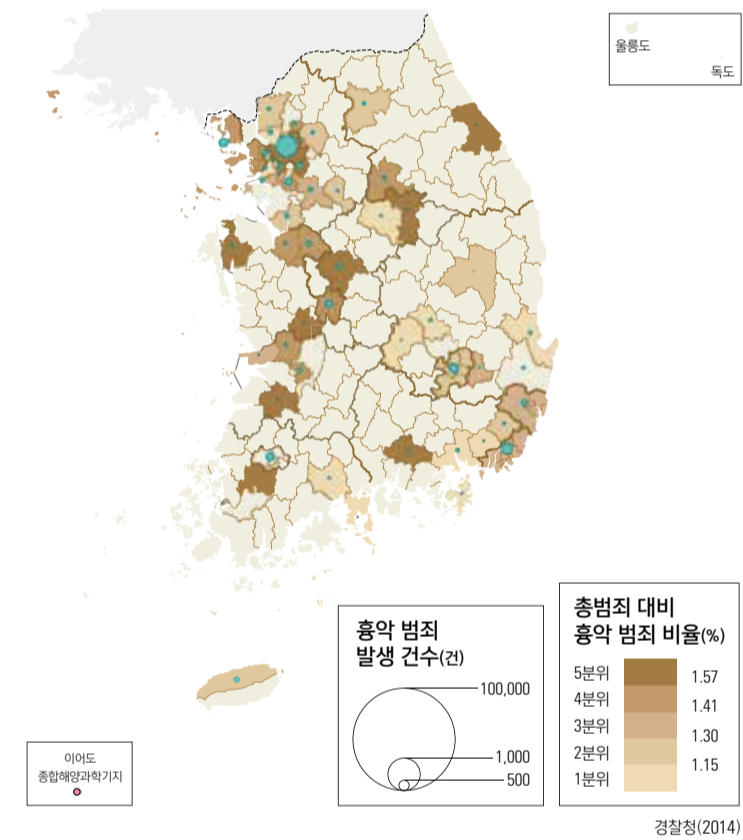 울릉도
독도
흉악 범죄
발생 건수(건)
100,000
1,000
500
총범죄 대비
흉악 범죄 비율(%)
5분위
1.57
4분위
1.41
3분위
1.30
2분위
1.15
1분위
이어도
종합해양과학기지
경찰청(2014)